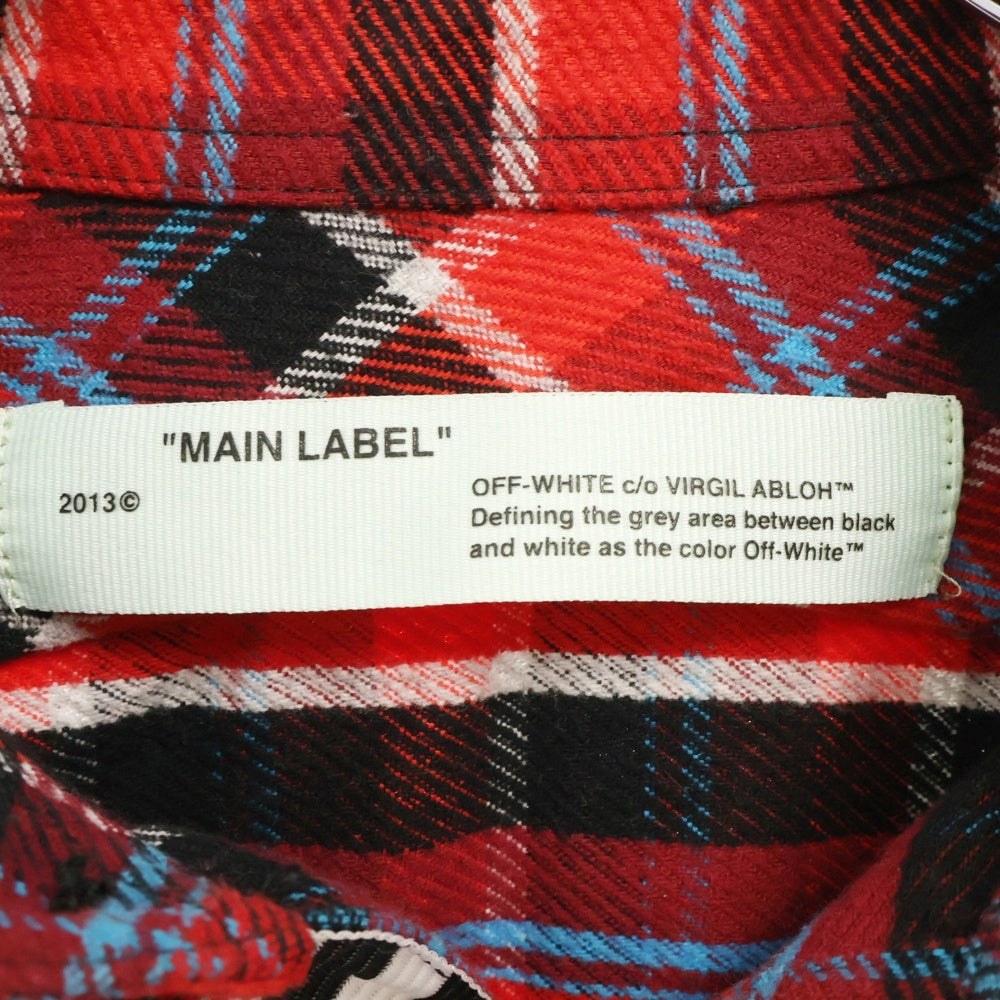 "MAIN LABEL"
2013©
OFF-WHITE c/o VIRGIL ABLOH™
Defining the grey area between black
and white as the color Off-White™